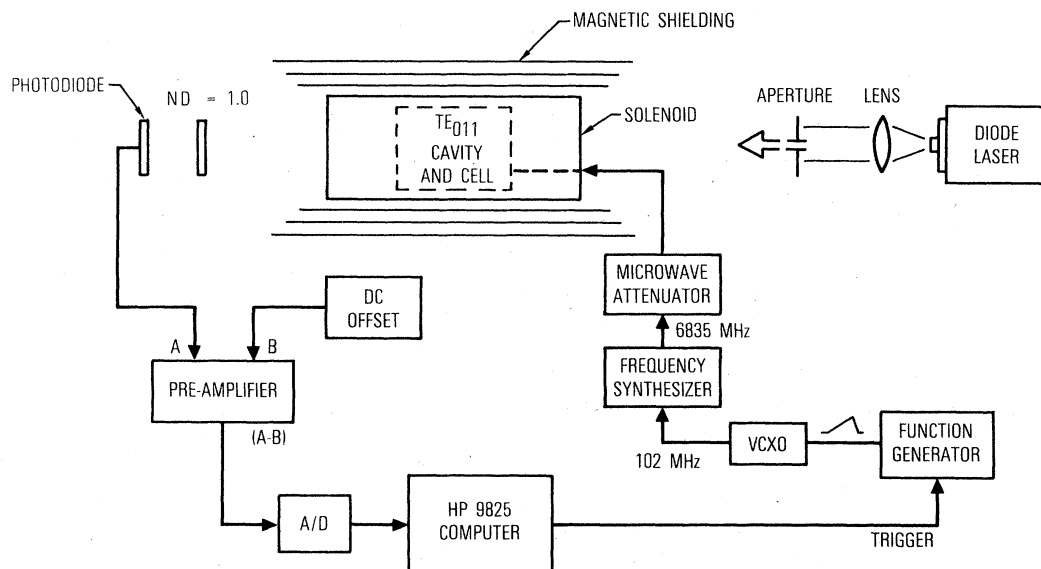 MAGNETIC SHIELDING
PHOTODIODE
ND = 1.0
TE011
CAVITY
AND CELL
SOLENOID
APERTURE
LENS
DIODE
LASER
MICROWAVE
ATTENUATOR
DC
OFFSET
6835 MHz
A
B
PRE-AMPLIFIER
FREQUENCY
SYNTHESIZER
(A-B)
102 MHz
VCXO
FUNCTION
GENERATOR
A/D
HP 9825
COMPUTER
TRIGGER